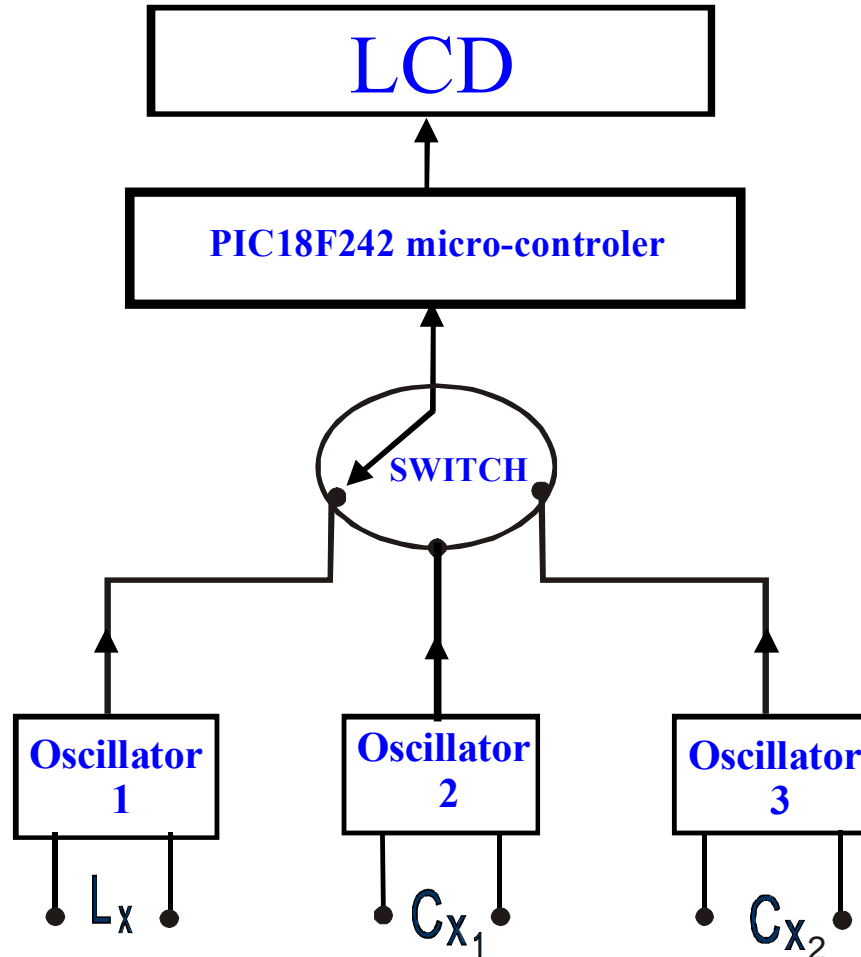 LCD
PIC18F242 micro-controler
SWITCH
Oscillator
1
Oscillator
2
Oscillator
3
Lx
Cx1
Cx2